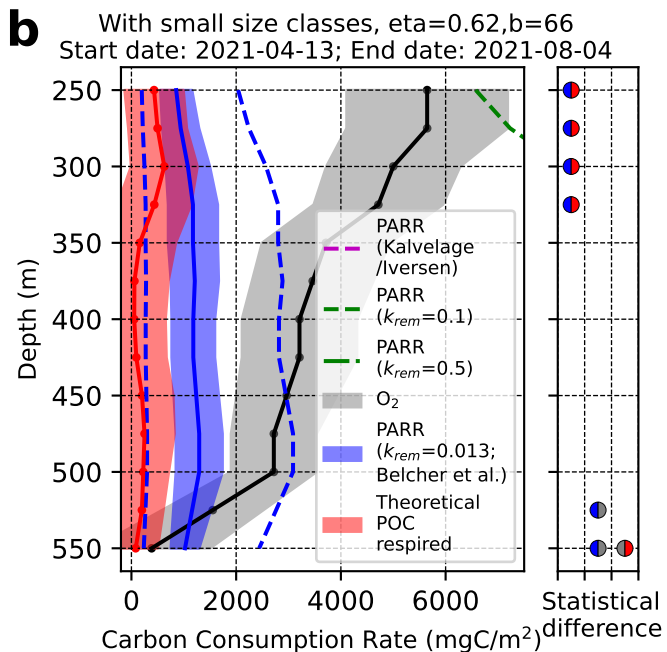 b
With small size classes, eta=0.62,b=66
Start date: 2021-04-13; End date: 2021-08-04
250
300
350
400
450
500
550
Depth (m)
PARR
(Kalvelage
/Iversen)
PARR
(k_rem=0.1)
PARR
(k_rem=0.5)
O₂
PARR
(k_rem=0.013;
Belcher et al.)
Theoretical
POC
respired
0 2000 4000 6000
Carbon Consumption Rate (mgC/m²)
Statistical
difference